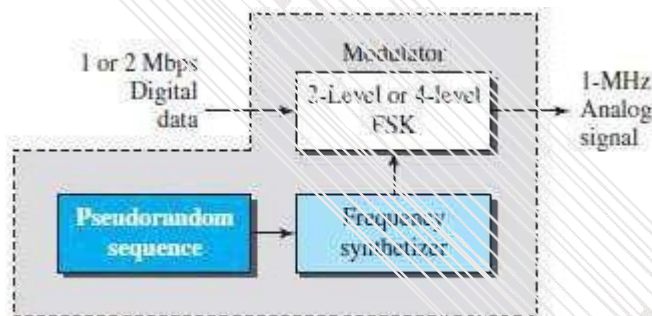 1 or 2 Mbps
Digital
data
Modulator
2-Level or 4-level
FSK
1-MHz
Analog
signal
Pseudorandom
sequence
Frequency
synthetizer